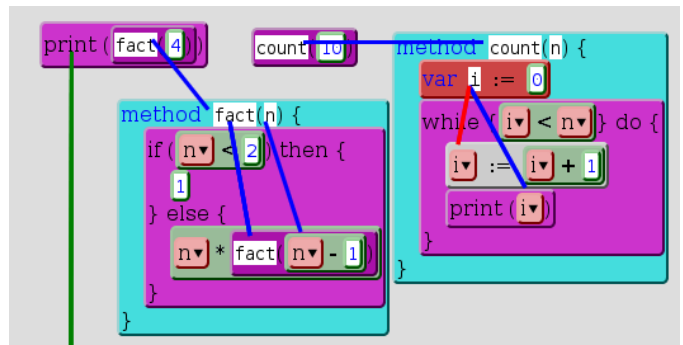 print ( fact( 4 ) )
count( 10 )
method count(n) {
var i := 0
while { i▾ < n▾ } do {
i▾ := i▾ + 1
print ( i▾ )
}
}
method fact(n) {
if ( n▾ < 2 ) then {
1
} else {
n▾ * fact( n▾ - 1 )
}
}